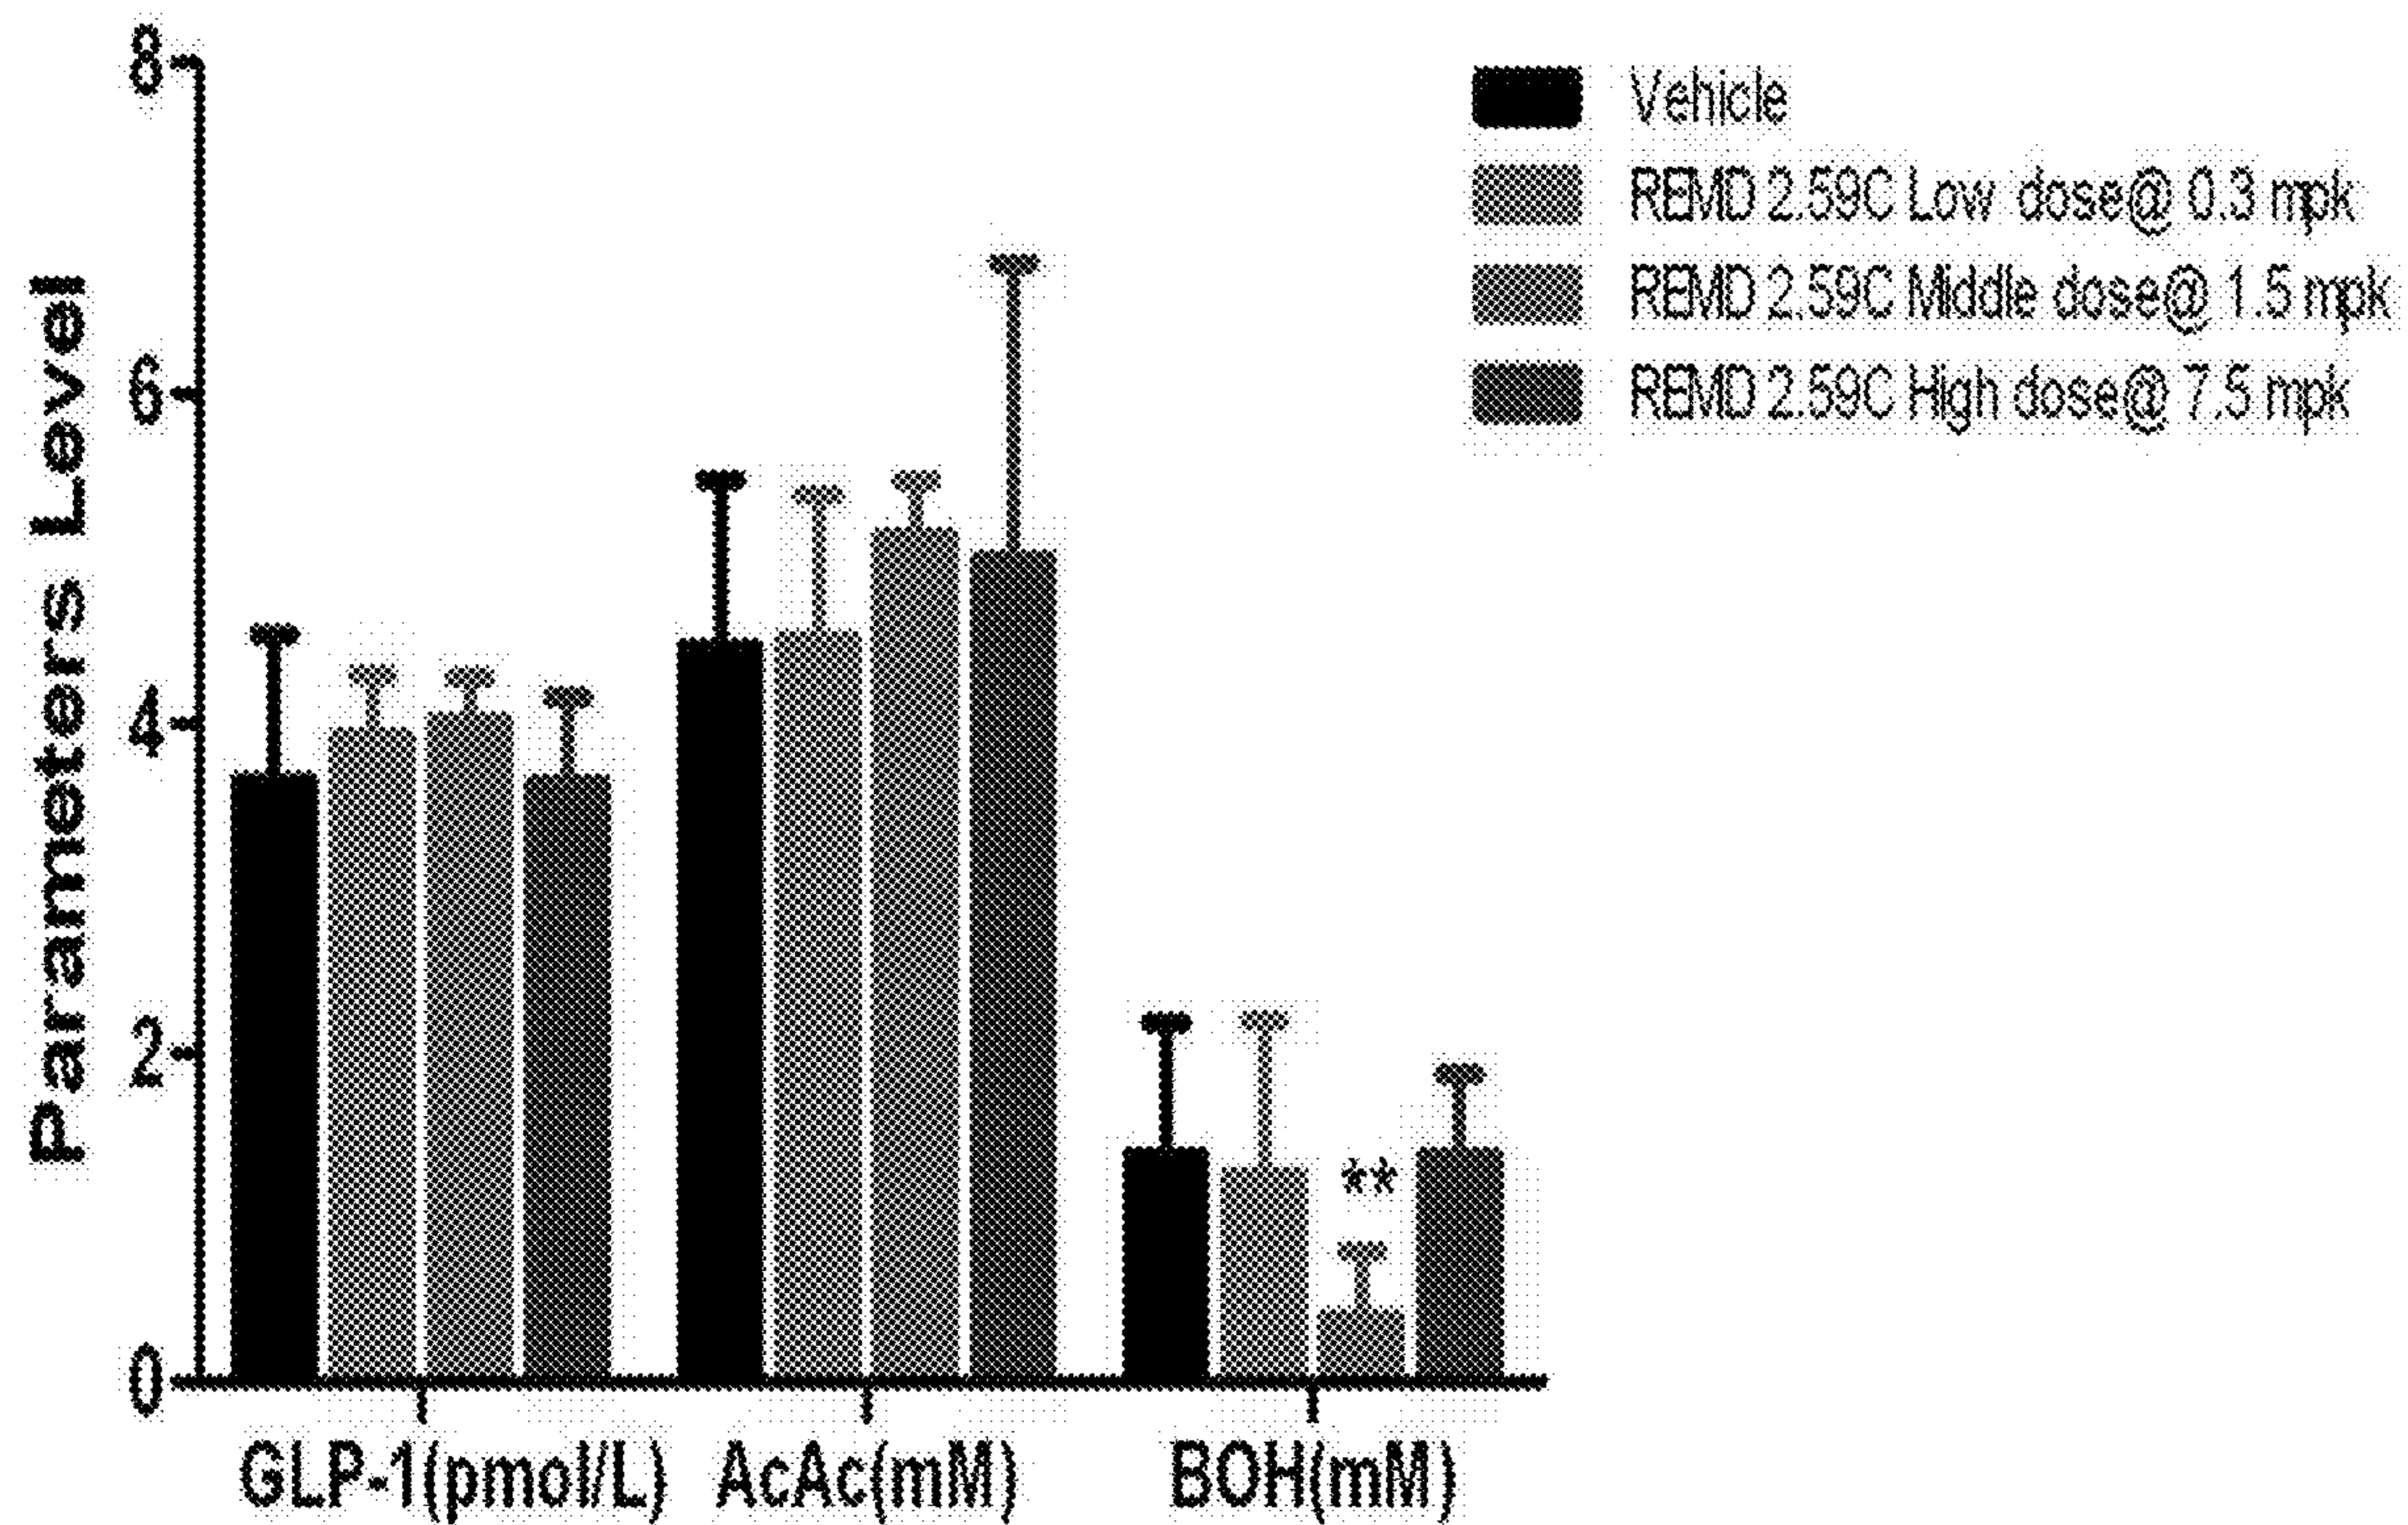 Parameters Level
8
6
4
2
0
Vehicle
REMD 2.59C Low dose@ 0.3 mpk
REMD 2.59C Middle dose@ 1.5 mpk
REMD 2.59C High dose@ 7.5 mpk
**
GLP-1(pmol/L) AcAc(mM) BOH(mM)